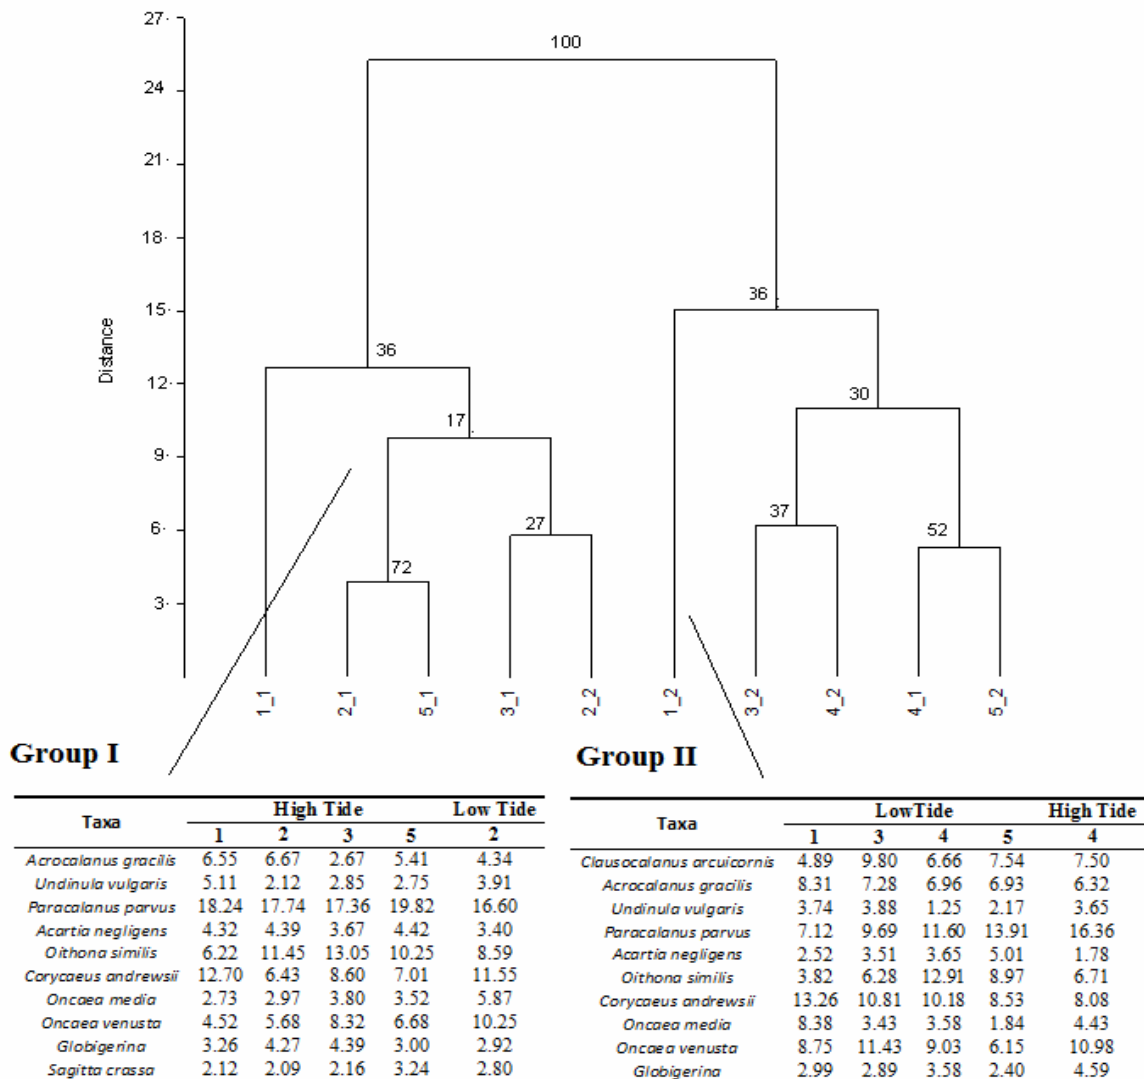 27
100
24
21
18
36
15
36
12
30
17
9
37
27
52
6
72
3
Distance
1_1
2_1
5_1
3_1
2_2
1_2
3_2
4_2
4_1
5_2
Group I
Taxa High Tide Low Tide
1 2 3 5 2
Acrocalanus gracilis 6.55 6.67 2.67 5.41 4.34
Undinula vulgaris 5.11 2.12 2.85 2.75 3.91
Paracalanus parvus 18.24 17.74 17.36 19.82 16.60
Acartia negligens 4.32 4.39 3.67 4.42 3.40
Oithona similis 6.22 11.45 13.05 10.25 8.59
Corycaeus andrewsii 12.70 6.43 8.60 7.01 11.55
Oncaea media 2.73 2.97 3.80 3.52 5.87
Oncaea venusta 4.52 5.68 8.32 6.68 10.25
Globigerina 3.26 4.27 4.39 3.00 2.92
Sagitta crassa 2.12 2.09 2.16 3.24 2.80
Group II
Taxa LowTide High Tide
1 3 4 5 4
Clausocalanus arcuicornis 4.89 9.80 6.66 7.54 7.50
Acrocalanus gracilis 8.31 7.28 6.96 6.93 6.32
Undinula vulgaris 3.74 3.88 1.25 2.17 3.65
Paracalanus parvus 7.12 9.69 11.60 13.91 16.36
Acartia negligens 2.52 3.51 3.65 5.01 1.78
Oithona similis 3.82 6.28 12.91 8.97 6.71
Corycaeus andrewsii 13.26 10.81 10.18 8.53 8.08
Oncaea media 8.38 3.43 3.58 1.84 4.43
Oncaea venusta 8.75 11.43 9.03 6.15 10.98
Globigerina 2.99 2.89 3.58 2.40 4.59